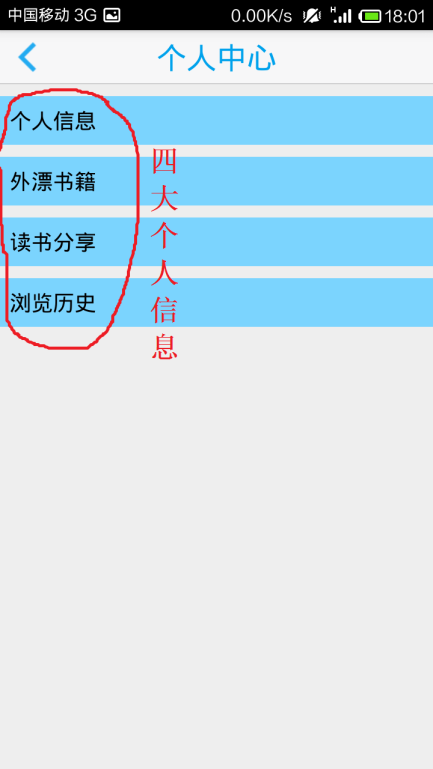 中国移动 3G 0.00K/s H 18:01
个人中心
个人信息
外漂书籍
读书分享
浏览历史
四大个人信息